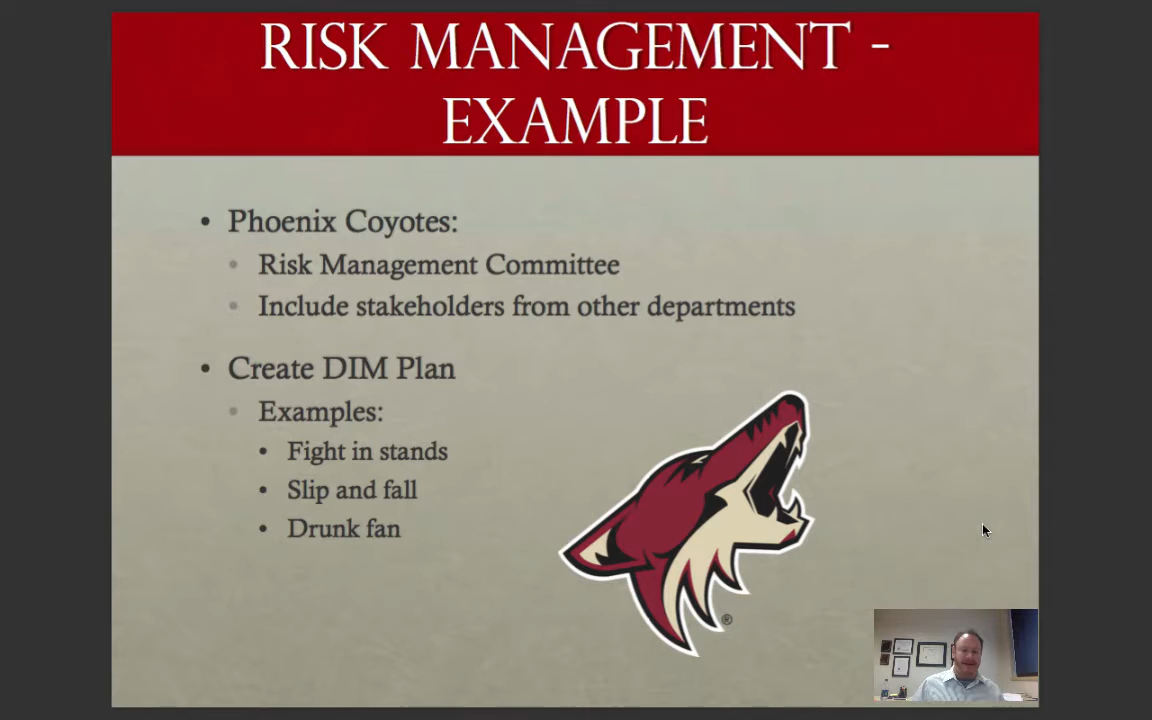 RISK MANAGEMENT -
EXAMPLE
• Phoenix Coyotes:
• Risk Management Committee
• Include stakeholders from other departments
• Create DIM Plan
• Examples:
• Fight in stands
• Slip and fall
• Drunk fan
®